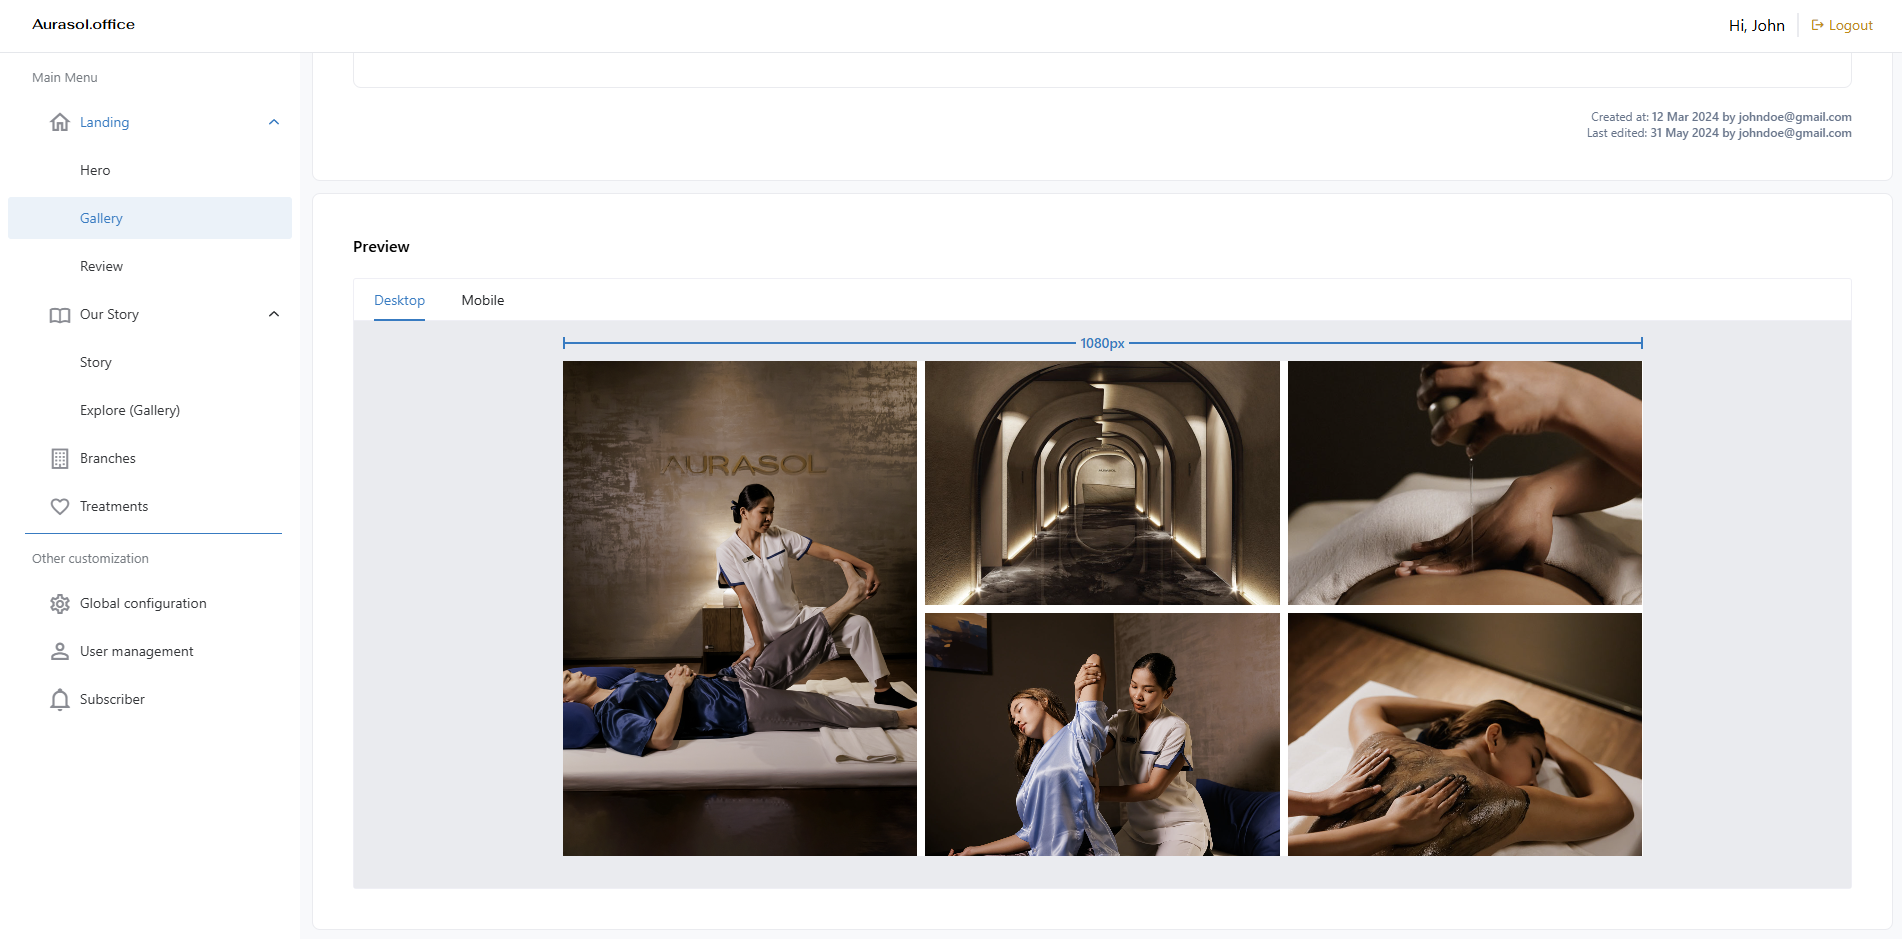 Aurasol.office
Hi, John
Logout
Main Menu
Landing
Hero
Gallery
Review
Our Story
Story
Explore (Gallery)
Branches
Treatments
Other customization
Global configuration
User management
Subscriber
Created at: 12 Mar 2024 by johndoe@gmail.com
Last edited: 31 May 2024 by johndoe@gmail.com
Preview
Desktop
Mobile
1080px
AURASOL
AURASOL